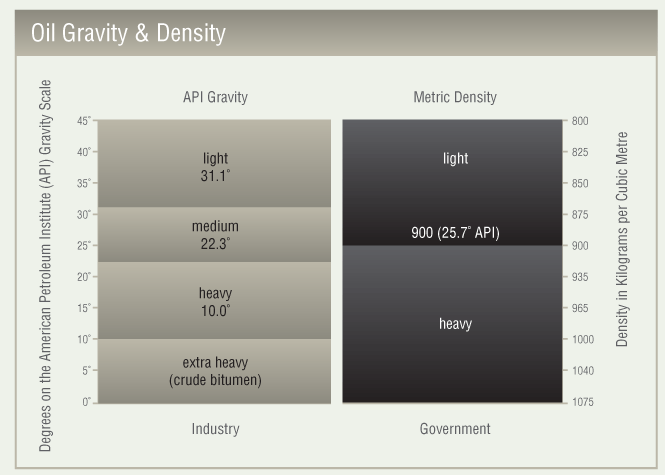 Oil Gravity & Density
API Gravity
Metric Density
Degrees on the American Petroleum Institute (API) Gravity Scale
45°
40°
35°
30°
25°
20°
15°
10°
5°
0°
light
31.1°
medium
22.3°
heavy
10.0°
extra heavy
(crude bitumen)
light
900 (25.7° API)
heavy
800
825
850
875
900
935
965
1000
1040
1075
Density in Kilograms per Cubic Metre
Industry
Government